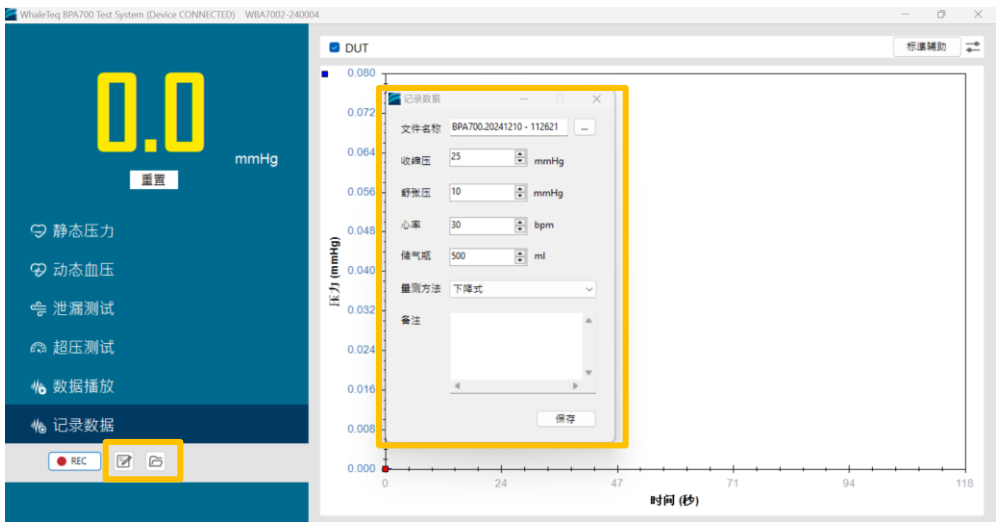 WhaleTeq BPA700 Test System (Device CONNECTED) WBA7002-240004
0.0
mmHg
重置
静态压力
动态血压
泄漏测试
超压测试
数据播放
记录数据
REC
DUT
标准辅助
0.080
0.072
0.064
0.056
0.048
0.040
0.032
0.024
0.016
0.008
0.000
压力 (mmHg)
0 24 47 71 94 118
时间 (秒)
记录数据
文件名称 BPA700.20241210 - 112621 ...
收缩压 25 mmHg
舒张压 10 mmHg
心率 30 bpm
储气瓶 500 ml
量测方法 下降式
备注
保存